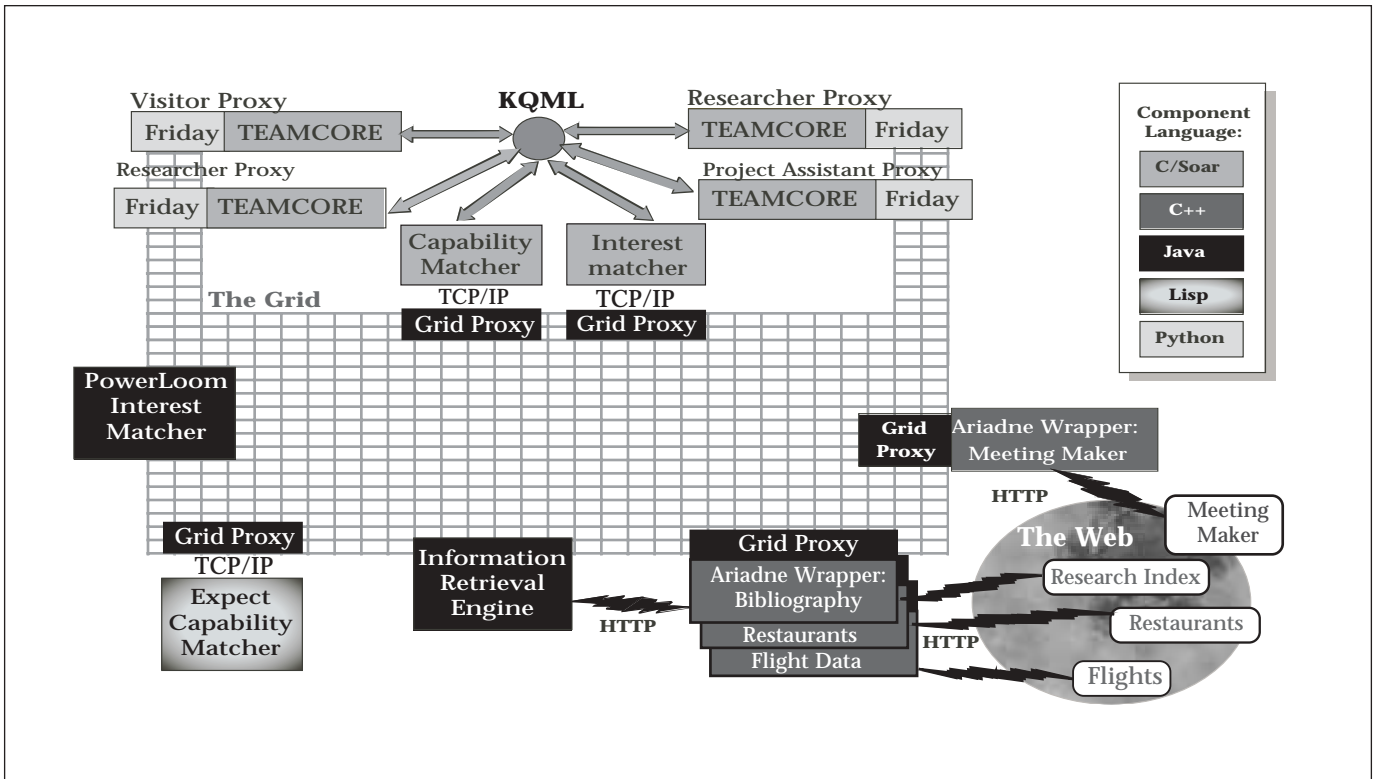 Visitor Proxy
Friday TEAMCORE
KQML
Researcher Proxy
TEAMCORE Friday
Researcher Proxy
Friday TEAMCORE
Project Assistant Proxy
TEAMCORE Friday
Capability
Matcher
Interest
matcher
TCP/IP
TCP/IP
The Grid
Grid Proxy
Grid Proxy
Component
Language:
C/Soar
C++
Java
Lisp
Python
PowerLoom
Interest
Matcher
Grid
Proxy
Ariadne Wrapper:
Meeting Maker
HTTP
Meeting
Maker
The Web
Research Index
Restaurants
Flights
Grid Proxy
TCP/IP
Expect
Capability
Matcher
Information
Retrieval
Engine
HTTP
Grid Proxy
Ariadne Wrapper:
Bibliography
Restaurants
Flight Data
HTTP